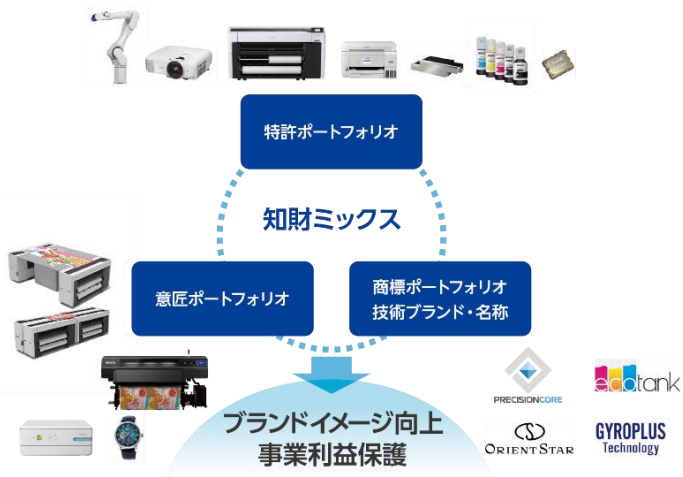 特許ポートフォリオ
知財ミックス
意匠ポートフォリオ
商標ポートフォリオ
技術ブランド・名称
ブランドイメージ向上
事業利益保護
PRECISIONCORE
ecotank
ORIENT STAR
GYROPLUS
Technology